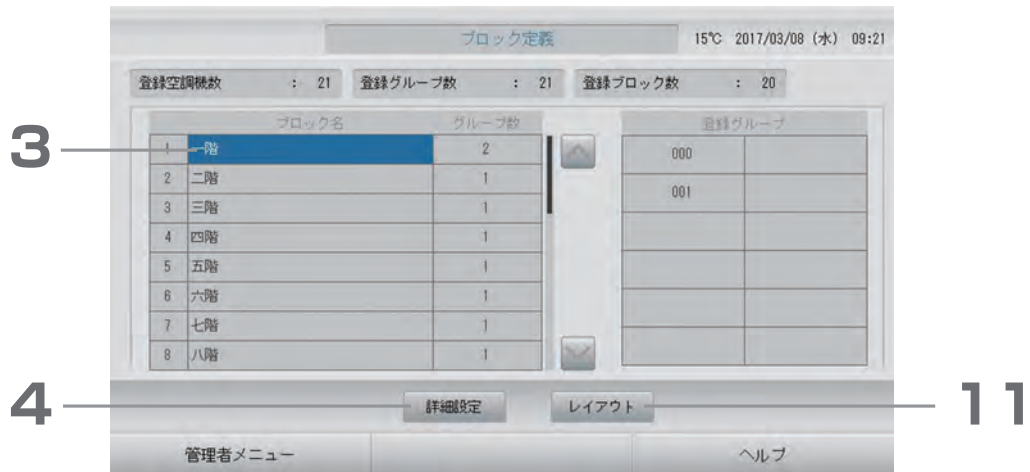 ブロック定義 15℃ 2017/03/08 (水) 09:21
登録空調機数 : 21 登録グループ数 : 21 登録ブロック数 : 20
ブロック名 グループ数 登録グループ
3 1 一階 2 000
2 二階 1 001
3 三階 1
4 四階 1
5 五階 1
6 六階 1
7 七階 1
8 八階 1
4 詳細設定 レイアウト 11
管理者メニュー ヘルプ